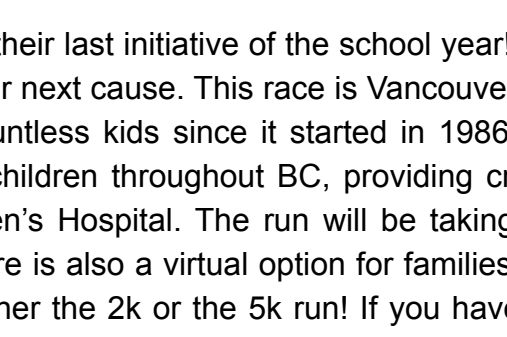 their last initiative of the school year!
r next cause. This race is Vancouve
untless kids since it started in 1986
children throughout BC, providing cr
en’s Hospital. The run will be taking
re is also a virtual option for families
her the 2k or the 5k run! If you have